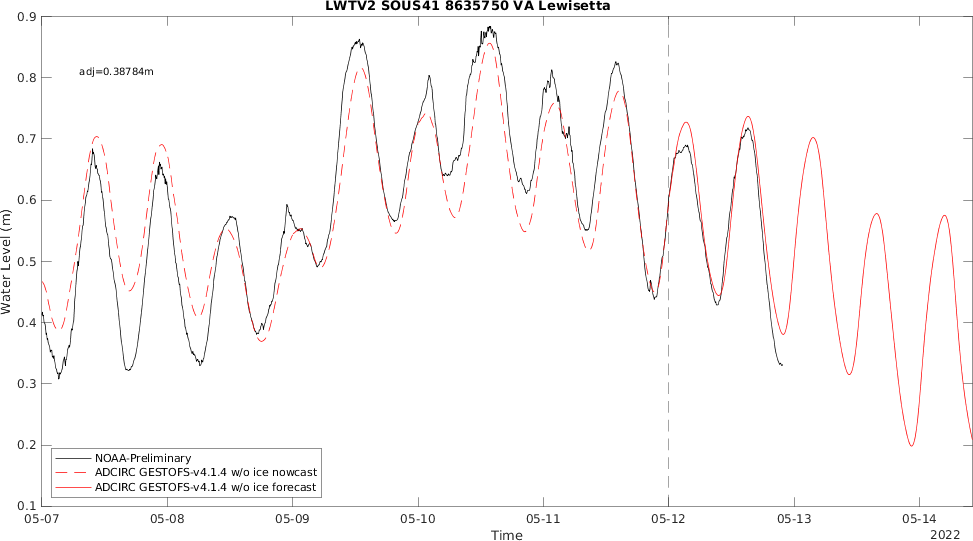 LWTV2 SOUS41 8635750 VA Lewisetta
0.9
0.8
0.7
0.6
0.5
0.4
0.3
0.2
0.1
Water Level (m)
adj=0.38784m
NOAA-Preliminary
ADCIRC GESTOFS-v4.1.4 w/o ice nowcast
ADCIRC GESTOFS-v4.1.4 w/o ice forecast
05-07 05-08 05-09 05-10 05-11 05-12 05-13 05-14
Time
2022